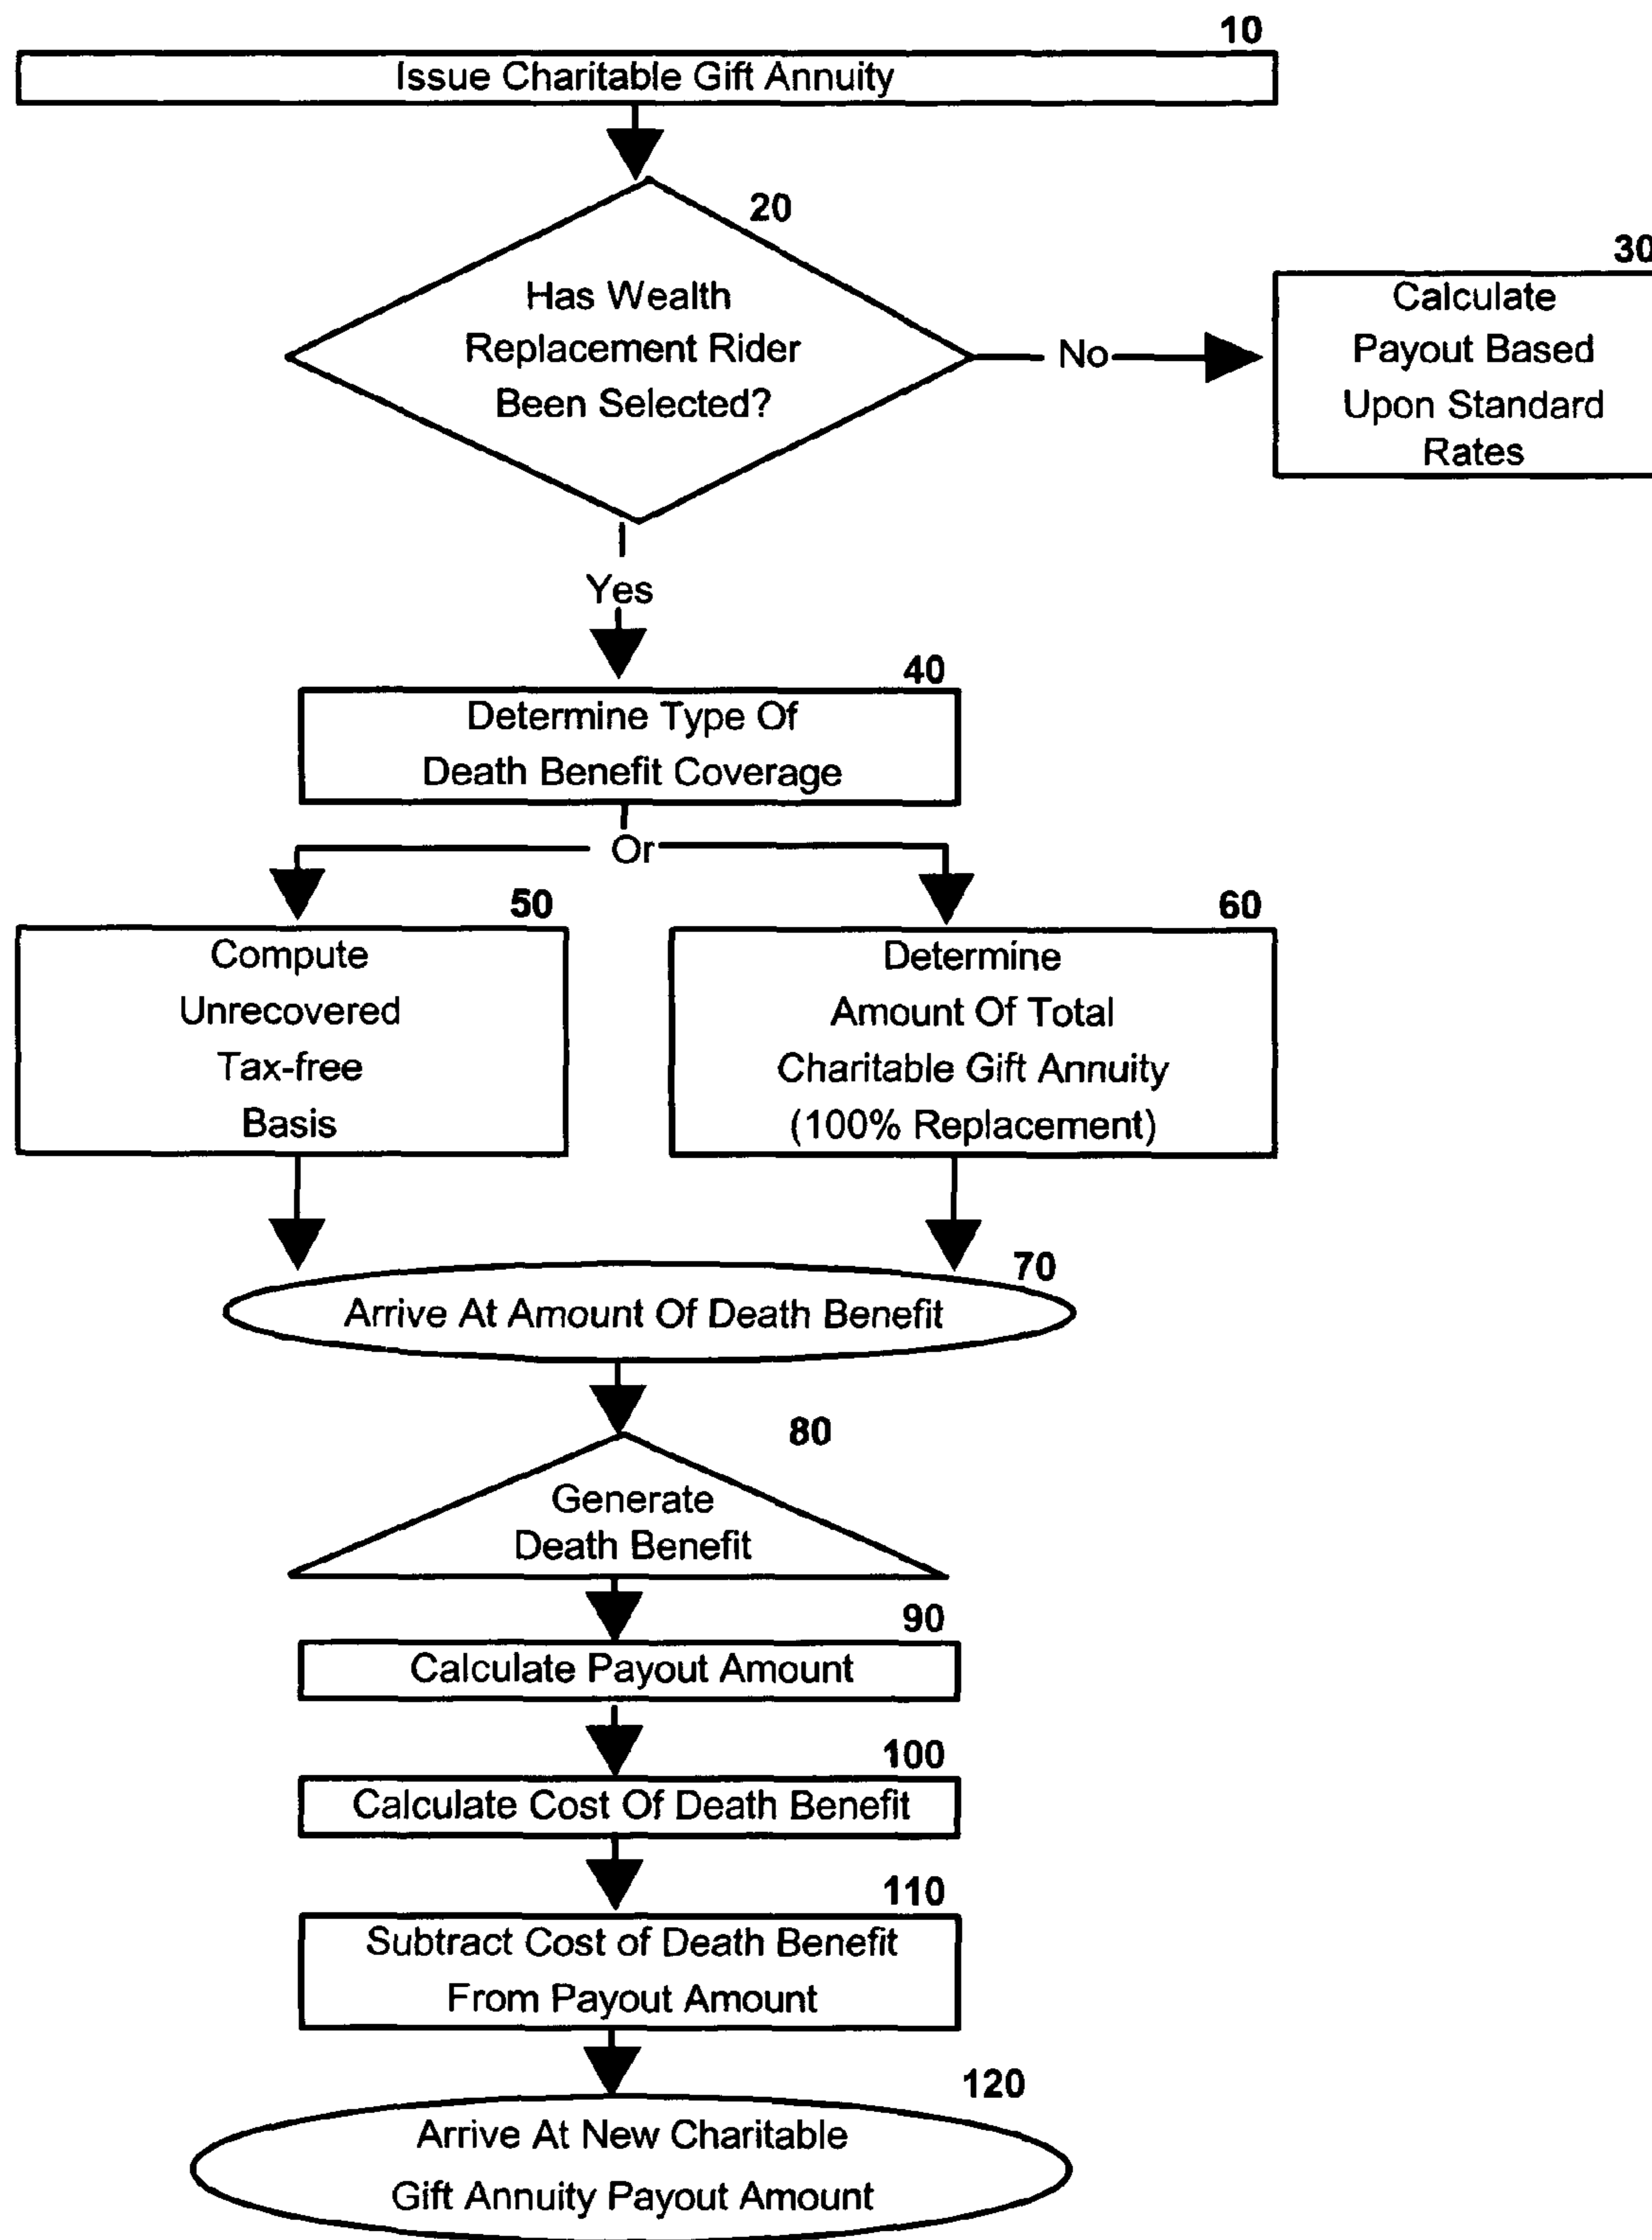 10
Issue Charitable Gift Annuity
20
Has Wealth
Replacement Rider
Been Selected?
No
30
Calculate
Payout Based
Upon Standard
Rates
Yes
40
Determine Type Of
Death Benefit Coverage
Or
50
Compute
Unrecovered
Tax-free
Basis
60
Determine
Amount Of Total
Charitable Gift Annuity
(100% Replacement)
70
Arrive At Amount Of Death Benefit
80
Generate
Death Benefit
90
Calculate Payout Amount
100
Calculate Cost Of Death Benefit
110
Subtract Cost of Death Benefit
From Payout Amount
120
Arrive At New Charitable
Gift Annuity Payout Amount